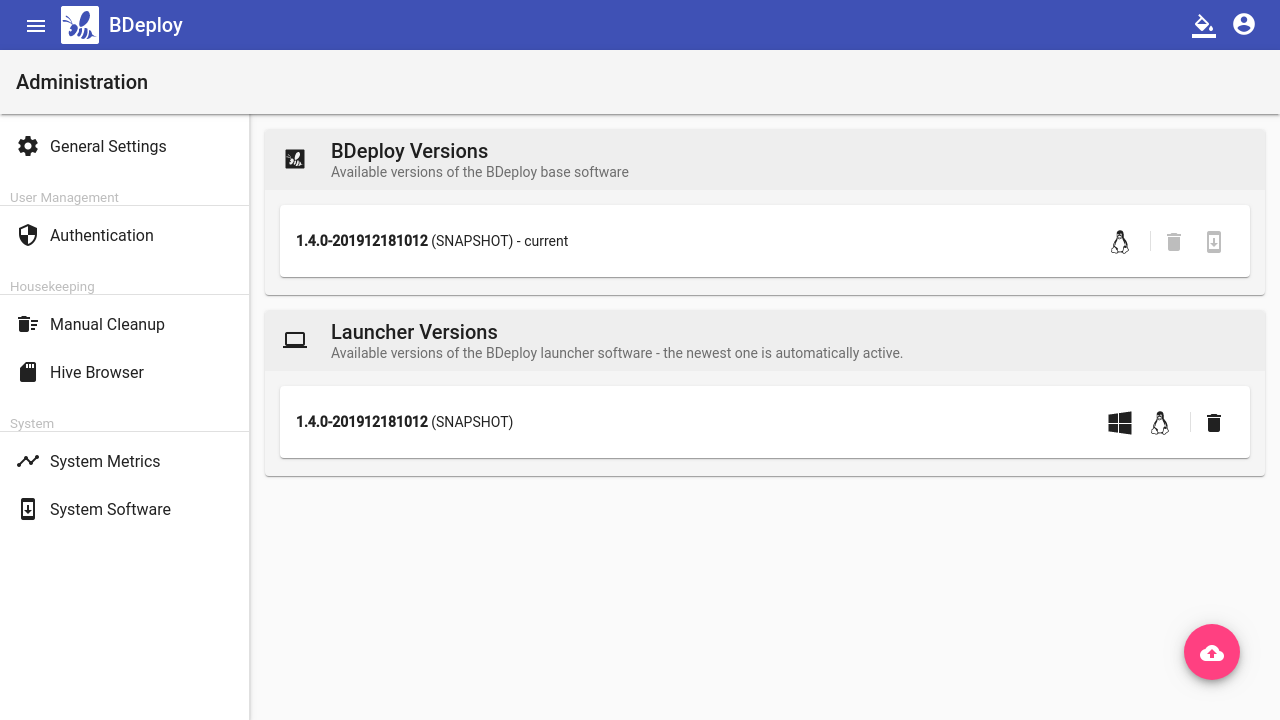 BDeploy
Administration
General Settings
User Management
Authentication
Housekeeping
Manual Cleanup
Hive Browser
System
System Metrics
System Software
BDeploy Versions
Available versions of the BDeploy base software
1.4.0-201912181012 (SNAPSHOT) - current
Launcher Versions
Available versions of the BDeploy launcher software - the newest one is automatically active.
1.4.0-201912181012 (SNAPSHOT)